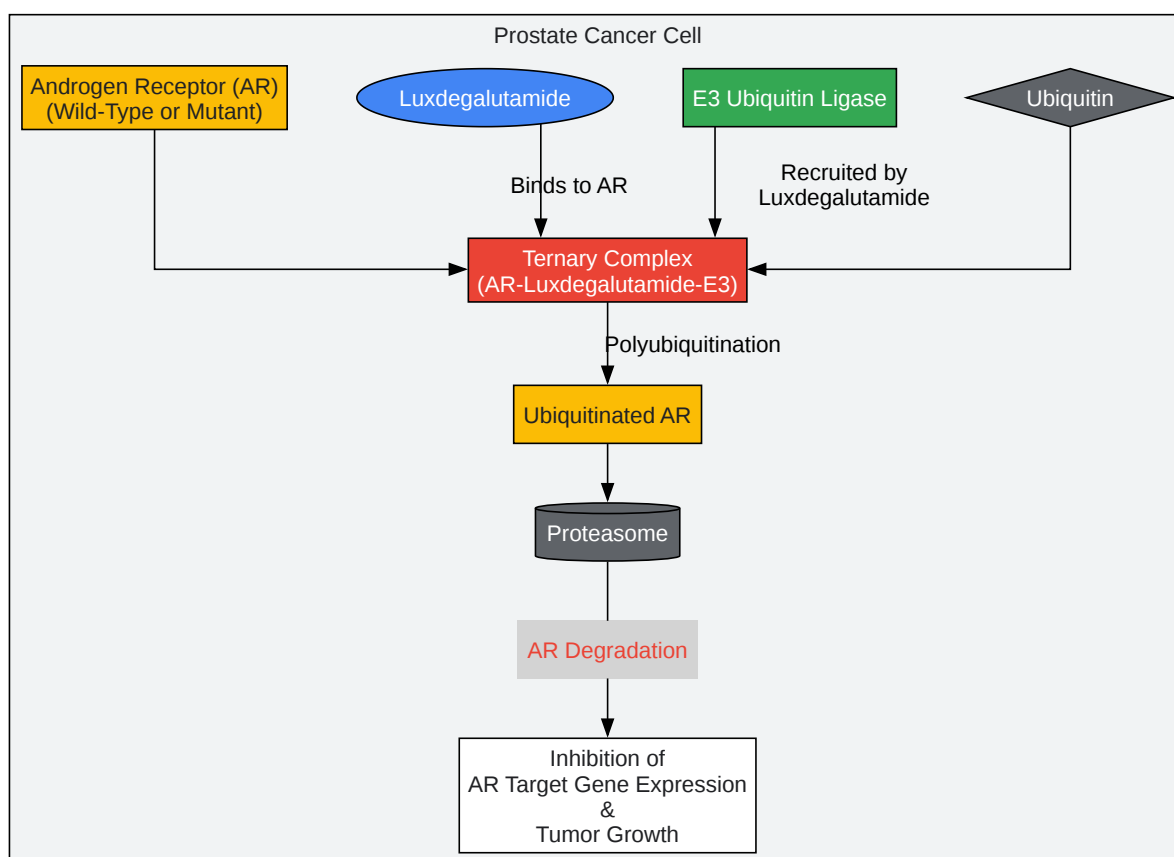 Prostate Cancer Cell
Androgen Receptor (AR)
(Wild-Type or Mutant)
Luxdegalutamide
E3 Ubiquitin Ligase
Ubiquitin
Binds to AR
Recruited by
Luxdegalutamide
Ternary Complex
(AR-Luxdegalutamide-E3)
Polyubiquitination
Ubiquitinated AR
Proteasome
AR Degradation
Inhibition of
AR Target Gene Expression
&
Tumor Growth